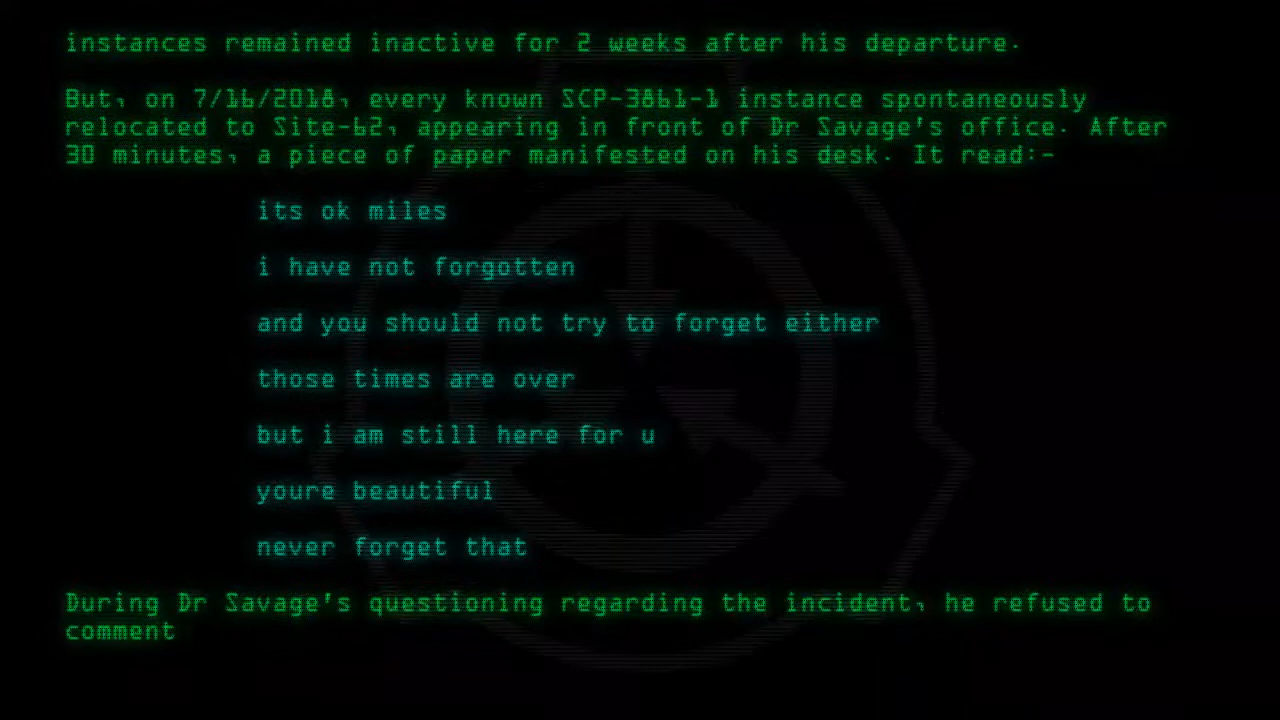 instances remained inactive for 2 weeks after his departure.
But, on 7/16/2018, every known SCP-3861-1 instance spontaneously
relocated to Site-62, appearing in front of Dr Savage's office. After
30 minutes, a piece of paper manifested on his desk. It read:-
its ok miles
i have not forgotten
and you should not try to forget either
those times are over
but i am still here for u
youre beautiful
never forget that
During Dr Savage's questioning regarding the incident, he refused to
comment